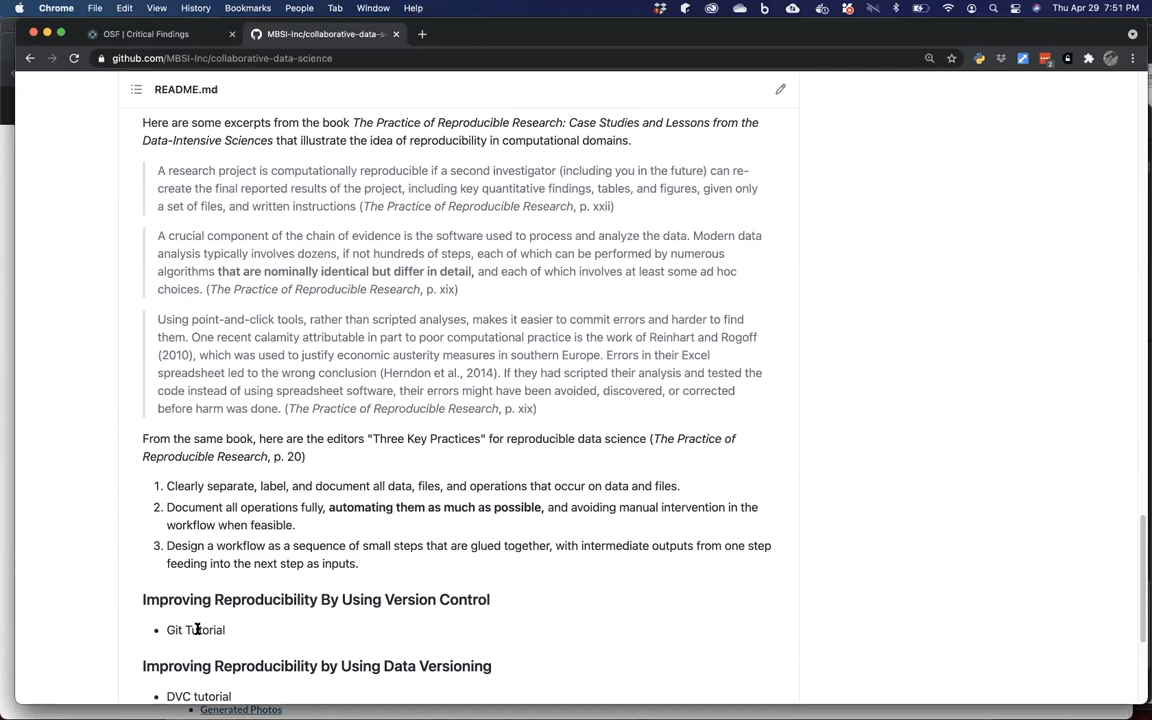 Chrome File Edit View History Bookmarks People Tab Window Help Thu Apr 29 7:51 PM
OSF | Critical Findings
MBSI-Inc/collaborative-data-s
github.com/MBSI-Inc/collaborative-data-science
README.md
Here are some excerpts from the book The Practice of Reproducible Research: Case Studies and Lessons from the
Data-Intensive Sciences that illustrate the idea of reproducibility in computational domains.
A research project is computationally reproducible if a second investigator (including you in the future) can re-
create the final reported results of the project, including key quantitative findings, tables, and figures, given only
a set of files, and written instructions (The Practice of Reproducible Research, p. xxii)
A crucial component of the chain of evidence is the software used to process and analyze the data. Modern data
analysis typically involves dozens, if not hundreds of steps, each of which can be performed by numerous
algorithms that are nominally identical but differ in detail, and each of which involves at least some ad hoc
choices. (The Practice of Reproducible Research, p. xix)
Using point-and-click tools, rather than scripted analyses, makes it easier to commit errors and harder to find
them. One recent calamity attributable in part to poor computational practice is the work of Reinhart and Rogoff
(2010), which was used to justify economic austerity measures in southern Europe. Errors in their Excel
spreadsheet led to the wrong conclusion (Herndon et al., 2014). If they had scripted their analysis and tested the
code instead of using spreadsheet software, their errors might have been avoided, discovered, or corrected
before harm was done. (The Practice of Reproducible Research, p. xix)
From the same book, here are the editors "Three Key Practices" for reproducible data science (The Practice of
Reproducible Research, p. 20)
1. Clearly separate, label, and document all data, files, and operations that occur on data and files.
2. Document all operations fully, automating them as much as possible, and avoiding manual intervention in the
workflow when feasible.
3. Design a workflow as a sequence of small steps that are glued together, with intermediate outputs from one step
feeding into the next step as inputs.
Improving Reproducibility By Using Version Control
• Git Tutorial
Improving Reproducibility by Using Data Versioning
• DVC tutorial
Generated Photos